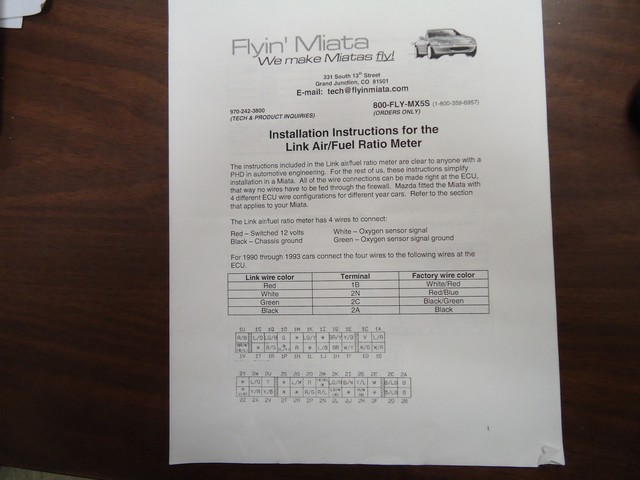 Flyin' Miata
We make Miatas fly!
331 South 13th Street
Grand Junction, CO 81501
E-mail: tech@flyinmiata.com
970-242-3800
(TECH & PRODUCT INQUIRIES)
800-FLY-MX5S (1-800-359-6957)
(ORDERS ONLY)
Installation Instructions for the
Link Air/Fuel Ratio Meter
The instructions included in the Link air/fuel ratio meter are clear to anyone with a
PHD in automotive engineering. For the rest of us, these instructions simplify
installation in a Miata. All of the wire connections can be made right at the ECU,
that way no wires have to be fed through the firewall. Mazda fitted the Miata with
4 different ECU wire configurations for different year cars. Refer to the section
that applies to your Miata.
The Link air/fuel ratio meter has 4 wires to connect:
Red – Switched 12 volts White – Oxygen sensor signal
Black – Chassis ground Green – Oxygen sensor signal ground
For 1990 through 1993 cars connect the four wires to the following wires at the
ECU.
Link wire color Terminal Factory wire color
Red 1B White/Red
White 2N Red/Blue
Green 2C Black/Green
Black 2A Black
1